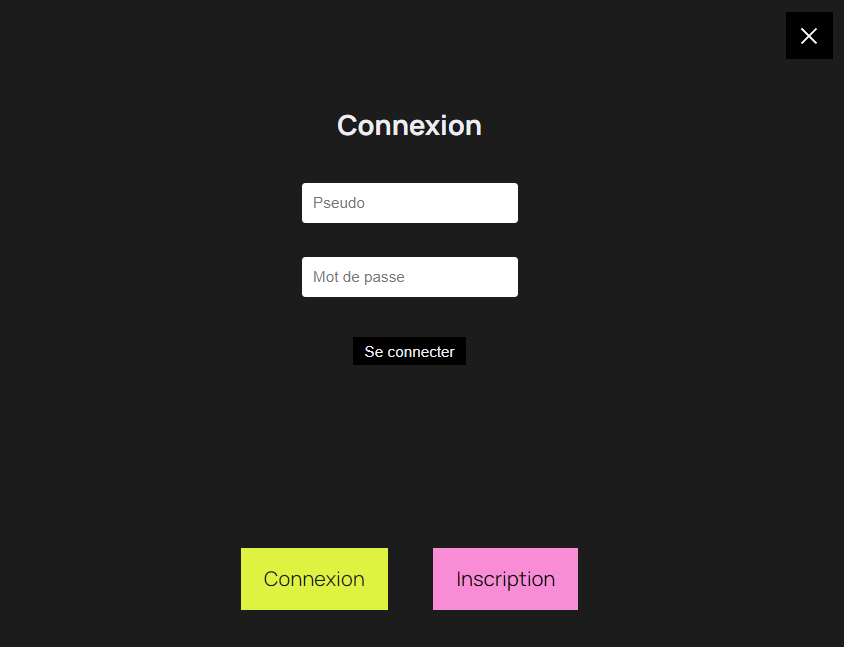 Connexion
Pseudo
Mot de passe
Se connecter
Connexion
Inscription